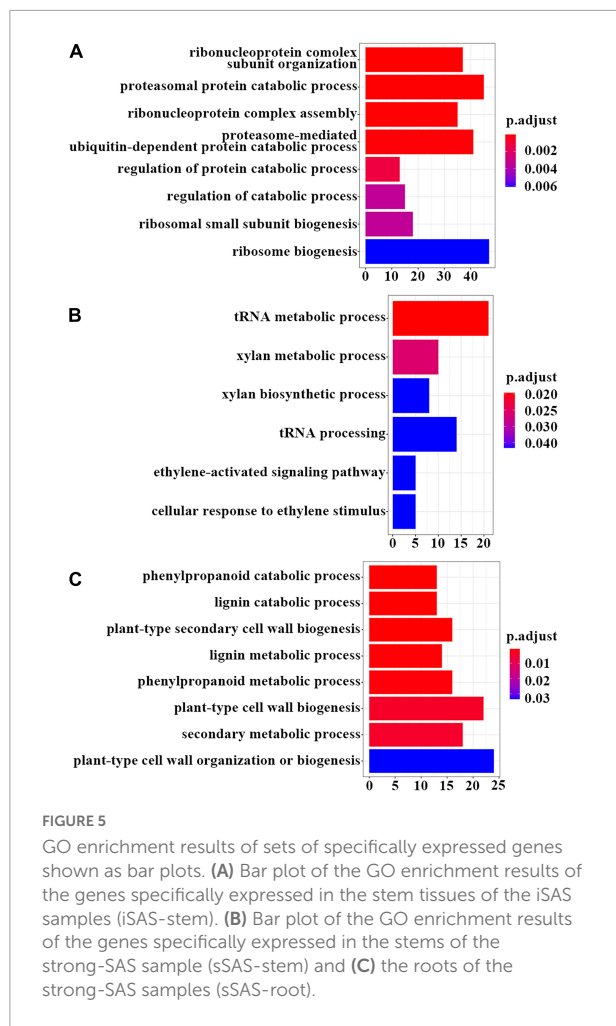 A
ribonucleoprotein comolex
subunit organization
proteasomal protein catabolic process
ribonucleoprotein complex assembly
proteasome-mediated
ubiquitin-dependent protein catabolic process
regulation of protein catabolic process
regulation of catabolic process
ribosomal small subunit biogenesis
ribosome biogenesis
0 10 20 30 40
p.adjust
0.002
0.004
0.006
B
tRNA metabolic process
xylan metabolic process
xylan biosynthetic process
tRNA processing
ethylene-activated signaling pathway
cellular response to ethylene stimulus
0 5 10 15 20
p.adjust
0.020
0.025
0.030
0.040
C
phenylpropanoid catabolic process
lignin catabolic process
plant-type secondary cell wall biogenesis
lignin metabolic process
phenylpropanoid metabolic process
plant-type cell wall biogenesis
secondary metabolic process
plant-type cell wall organization or biogenesis
0 5 10 15 20 25
p.adjust
0.01
0.02
0.03
FIGURE 5
GO enrichment results of sets of specifically expressed genes
shown as bar plots. (A) Bar plot of the GO enrichment results of
the genes specifically expressed in the stem tissues of the iSAS
samples (iSAS-stem). (B) Bar plot of the GO enrichment results
of the genes specifically expressed in the stems of the
strong-SAS sample (sSAS-stem) and (C) the roots of the
strong-SAS samples (sSAS-root).